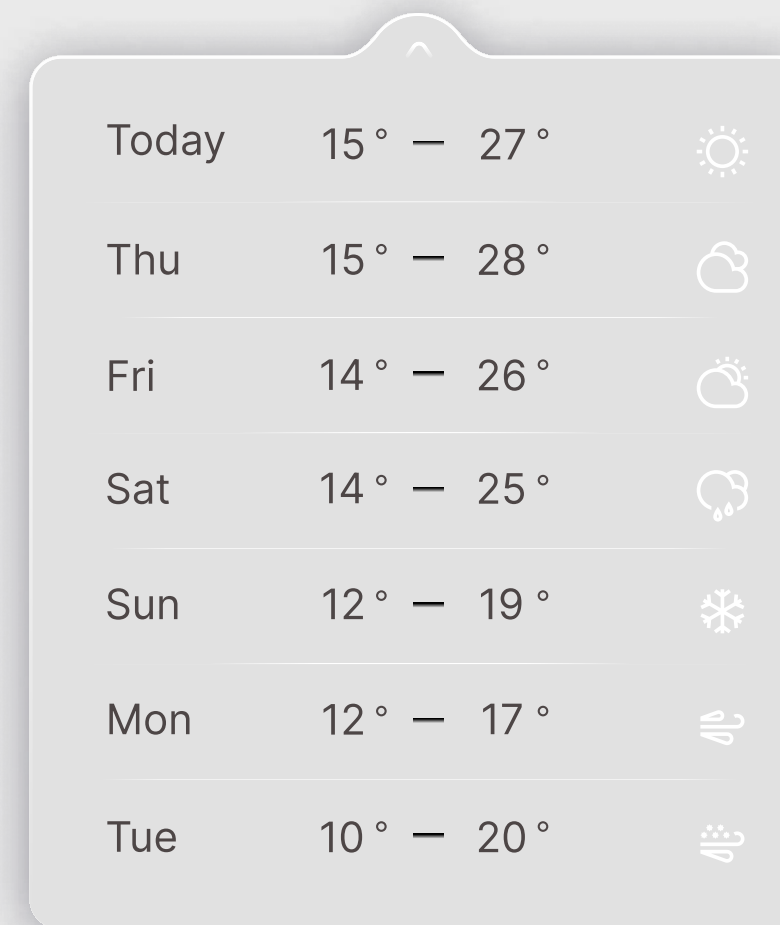 Today 15° — 27°
Thu 15° — 28°
Fri 14° — 26°
Sat 14° — 25°
Sun 12° — 19°
Mon 12° — 17°
Tue 10° — 20°